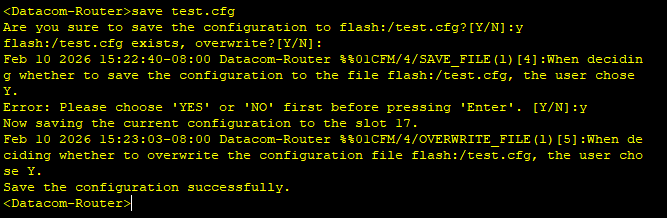 <Datacom-Router>save test.cfg
Are you sure to save the configuration to flash:/test.cfg?[Y/N]:y
flash:/test.cfg exists, overwrite?[Y/N]:
Feb 10 2026 15:22:40-08:00 Datacom-Router %%01CFM/4/SAVE_FILE(l)[4]:When decidin
g whether to save the configuration to the file flash:/test.cfg, the user chose
Y.
Error: Please choose 'YES' or 'NO' first before pressing 'Enter'. [Y/N]:y
Now saving the current configuration to the slot 17.
Feb 10 2026 15:23:03-08:00 Datacom-Router %%01CFM/4/OVERWRITE_FILE(l)[5]:When de
ciding whether to overwrite the configuration file flash:/test.cfg, the user cho
se Y.
Save the configuration successfully.
<Datacom-Router>